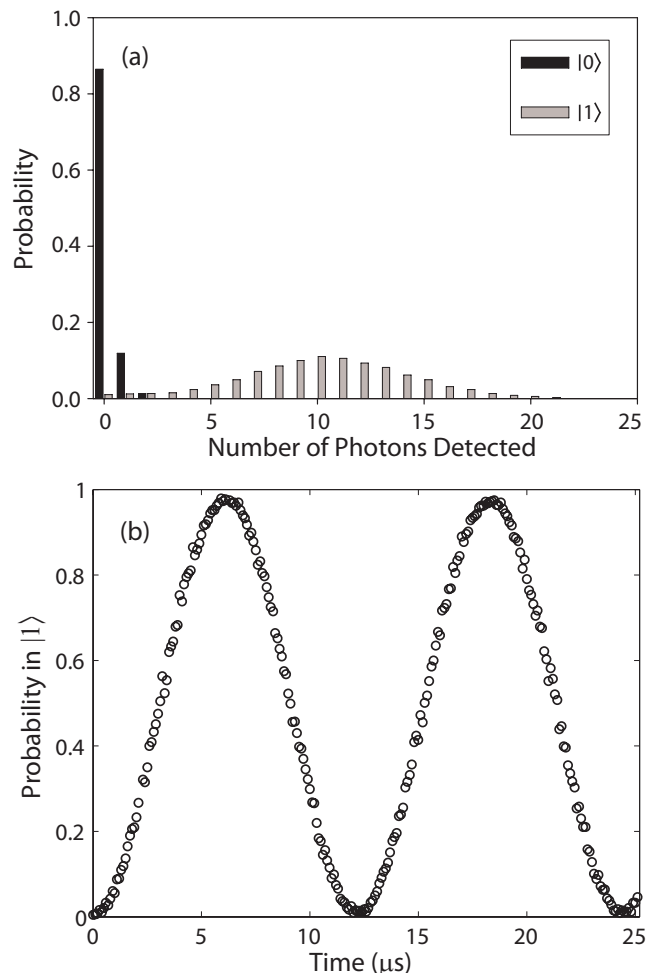 1.0
(a)
|0⟩
0.8
|1⟩
0.6
Probability
0.4
0.2
0.0
0 5 10 15 20 25
Number of Photons Detected
1
(b)
0.8
0.6
Probability in |1⟩
0.4
0.2
0
0 5 10 15 20 25
Time (μs)